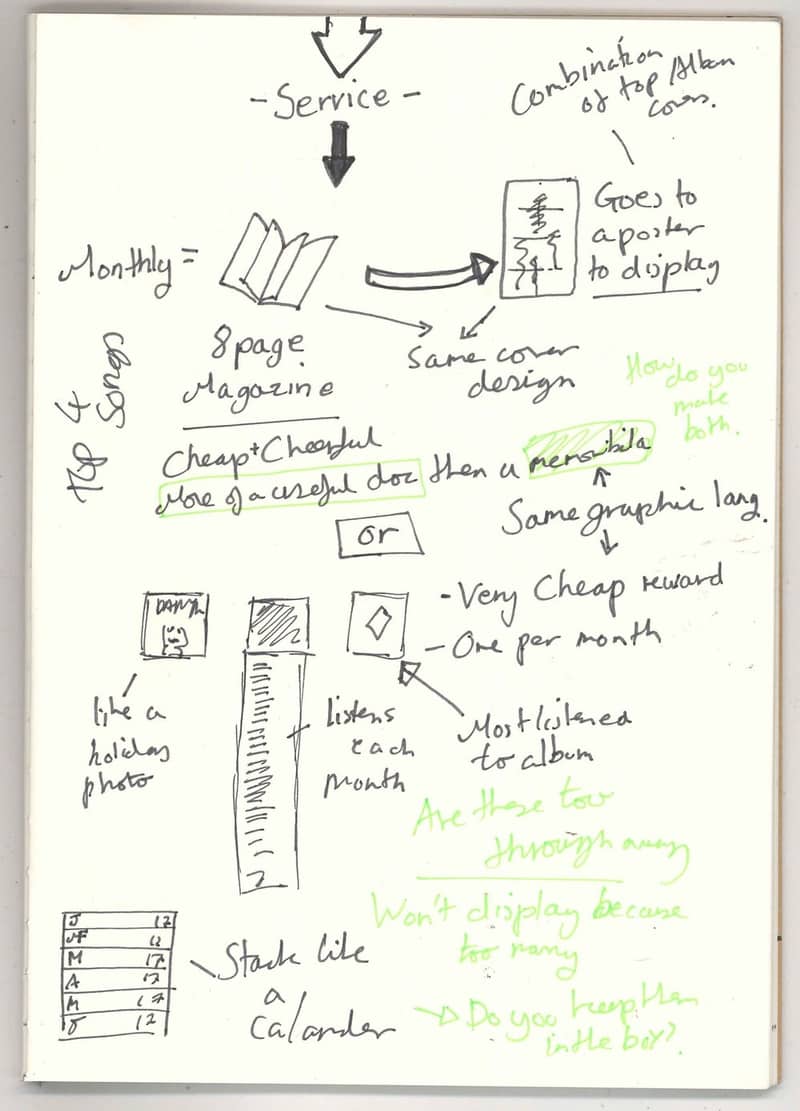 - Service -
Combination
of top Album
covers.
Goes to
a poster
to display
Monthly =
8 page
Magazine
Same cover
design
How
do you
make
both.
Top 4
Songs
Cheap + Cheerful
More of a useful doc then a memoribila
Same graphic lang.
or
- Very Cheap reward
- One per month
like a
holiday
photo
listens
each
month
Most listened
to album
Are these tow
through away
Won't display because
too many
J 12
F 12
M 12
A 12
M 12
J 12
Stack like
a
calander
Do you keep them
in the box?